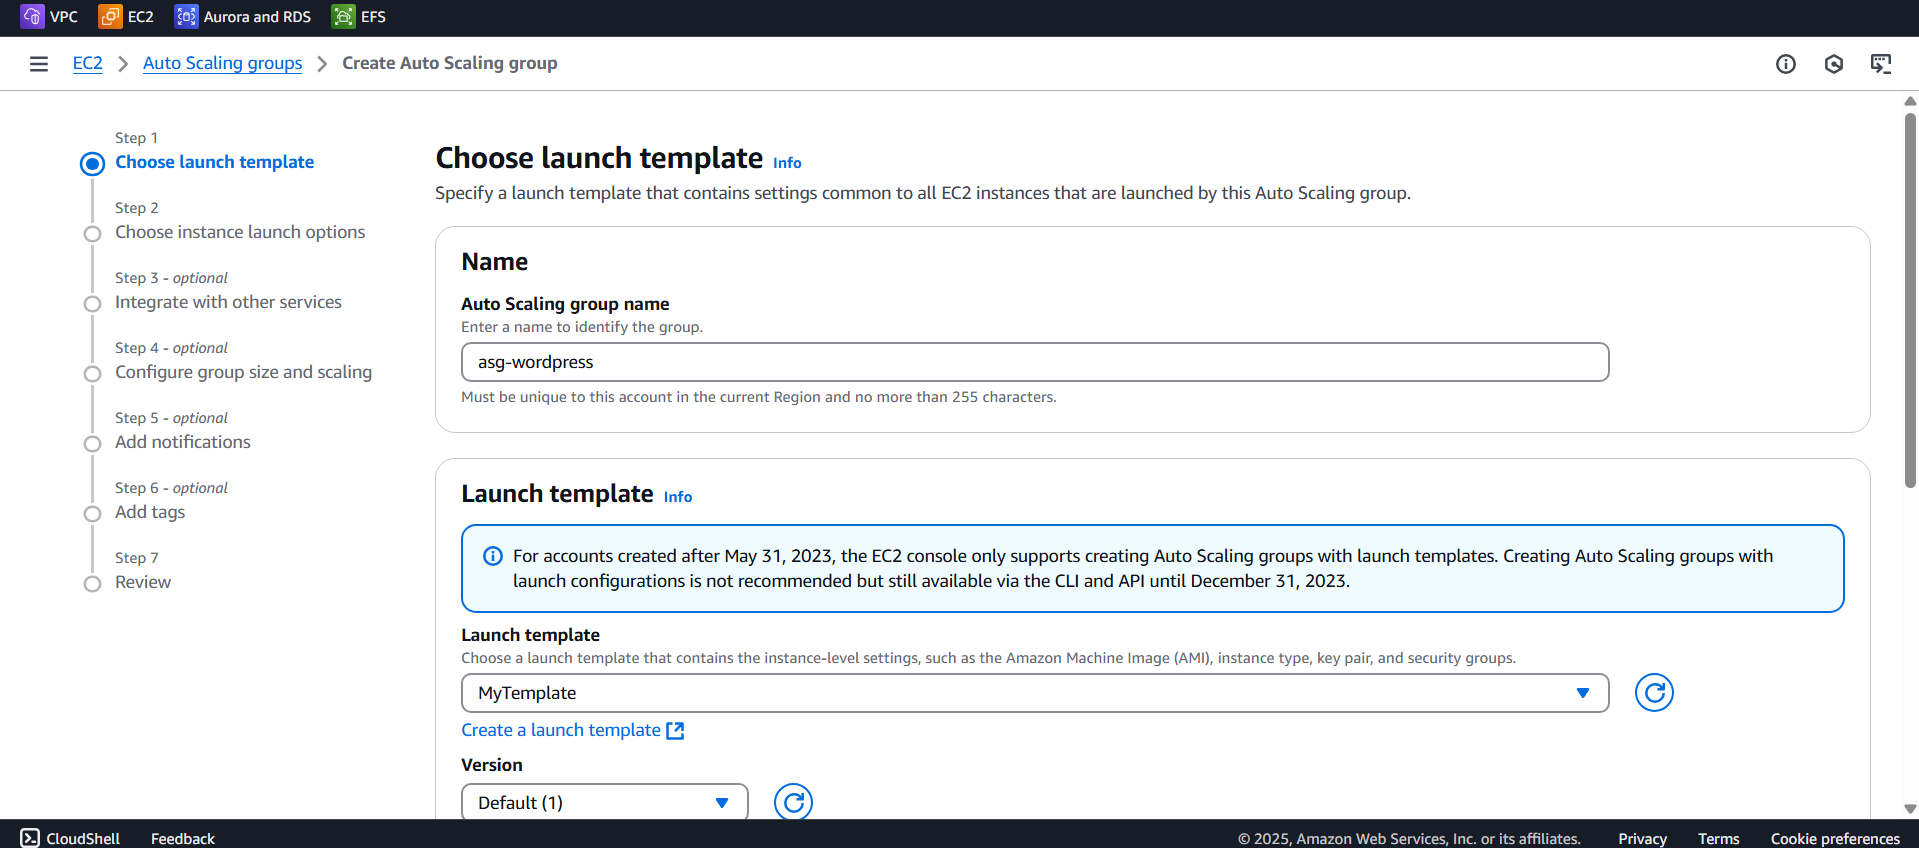 VPC EC2 Aurora and RDS EFS
EC2 Auto Scaling groups Create Auto Scaling group
Step 1
Choose launch template
Step 2
Choose instance launch options
Step 3 - optional
Integrate with other services
Step 4 - optional
Configure group size and scaling
Step 5 - optional
Add notifications
Step 6 - optional
Add tags
Step 7
Review
Choose launch template Info
Specify a launch template that contains settings common to all EC2 instances that are launched by this Auto Scaling group.
Name
Auto Scaling group name
Enter a name to identify the group.
asg-wordpress
Must be unique to this account in the current Region and no more than 255 characters.
Launch template Info
For accounts created after May 31, 2023, the EC2 console only supports creating Auto Scaling groups with launch templates. Creating Auto Scaling groups with
launch configurations is not recommended but still available via the CLI and API until December 31, 2023.
Launch template
Choose a launch template that contains the instance-level settings, such as the Amazon Machine Image (AMI), instance type, key pair, and security groups.
MyTemplate
Create a launch template
Version
Default (1)
CloudShell Feedback © 2025, Amazon Web Services, Inc. or its affiliates. Privacy Terms Cookie preferences